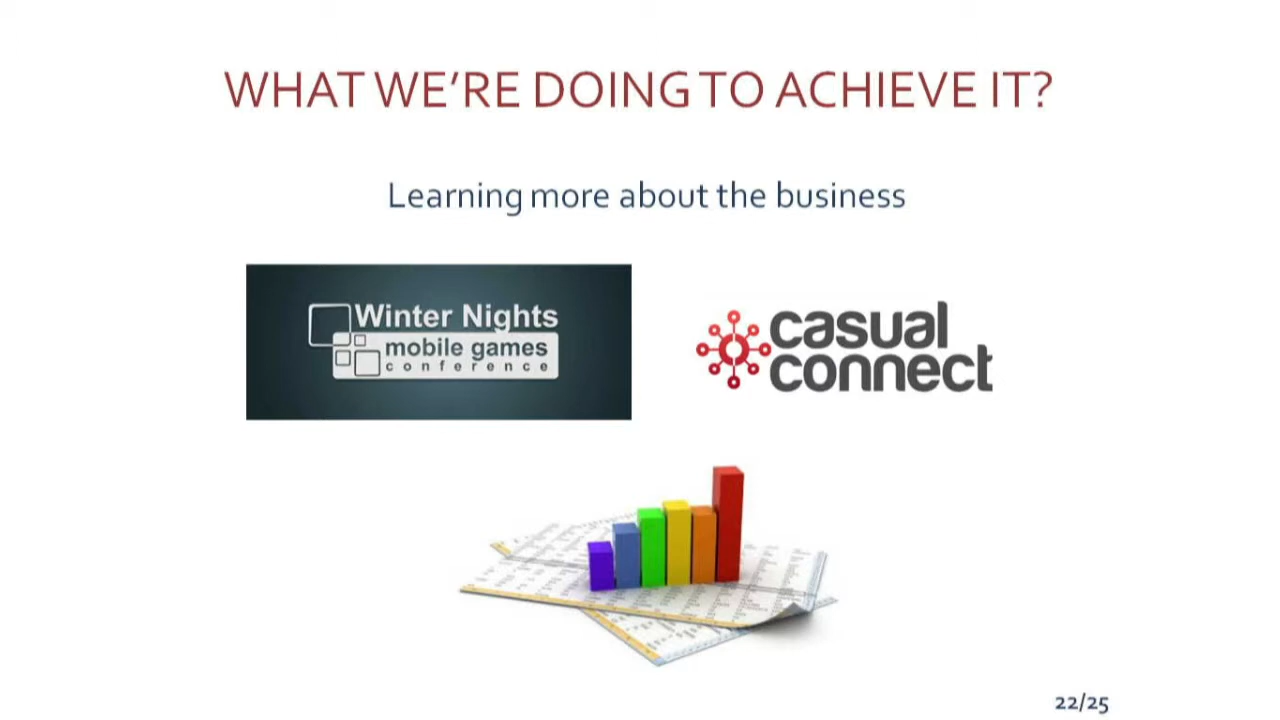 WHAT WE'RE DOING TO ACHIEVE IT?
Learning more about the business
Winter Nights
mobile games
conference
casual
connect
22/25